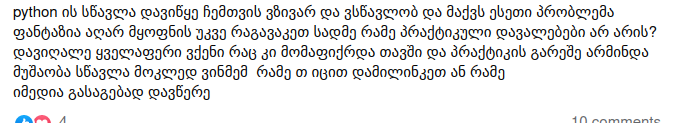 python ის სწავლა დავიწყე ჩემთვის ვზივარ და ვსწავლობ და მაქვს ესეთი პრობლემა
ფანტაზია აღარ მყოფნის უკვე რაგავაკეთ სადმე რამე პრაქტიკული დავალებები არ არის?
დავიღალე ყველაფერი ვქენი რაც კი მომაფიქრდა თავში და პრაქტიკის გარეშე არმინდა
მუშაობა სწავლა მოკლედ ვინმემ რამე თ იცით დამილინკეთ ან რამე
იმედია გასაგებად დავწერე
4 10 comments